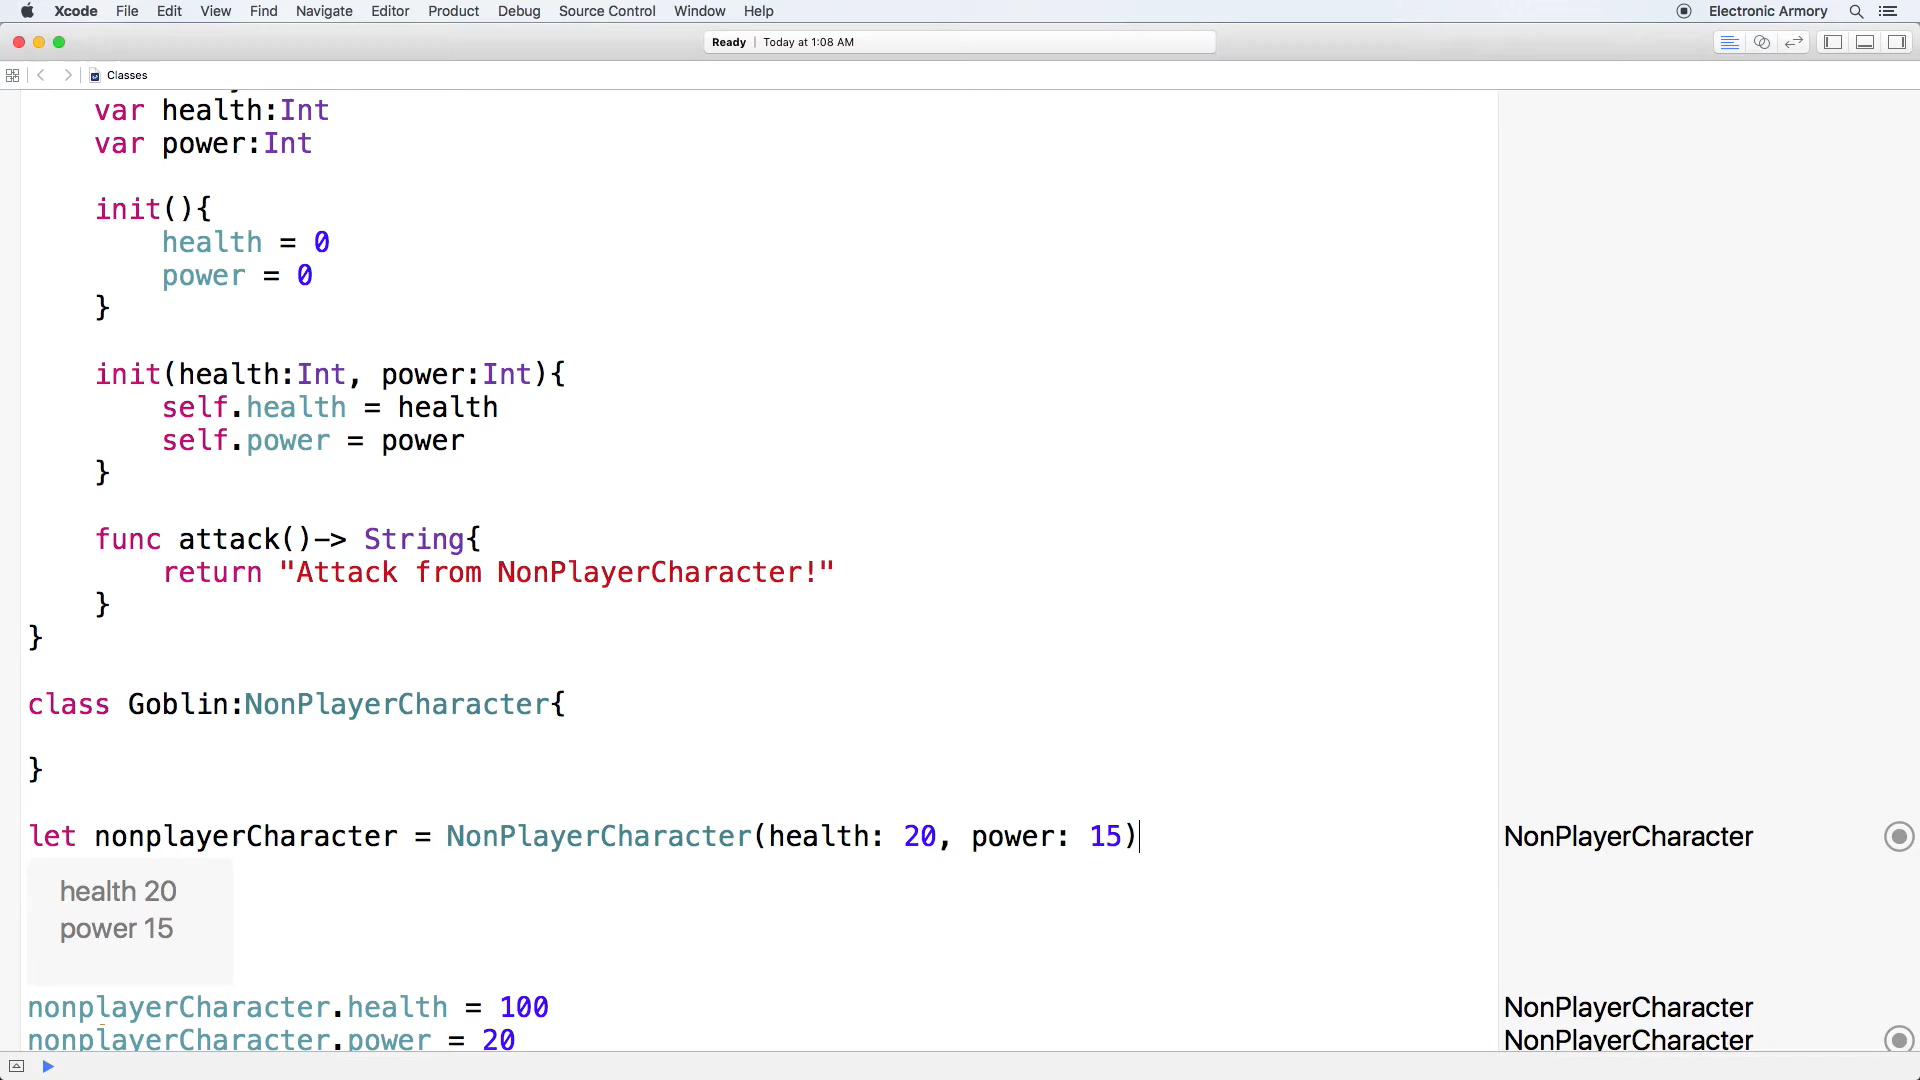 Xcode File Edit View Find Navigate Editor Product Debug Source Control Window Help Electronic Armory
Ready | Today at 1:08 AM
Classes
var health:Int
var power:Int
init(){
health = 0
power = 0
}
init(health:Int, power:Int){
self.health = health
self.power = power
}
func attack()-> String{
return "Attack from NonPlayerCharacter!"
}
}
class Goblin:NonPlayerCharacter{
}
let nonplayerCharacter = NonPlayerCharacter(health: 20, power: 15) NonPlayerCharacter
health 20
power 15
nonplayerCharacter.health = 100 NonPlayerCharacter
nonplayerCharacter.power = 20 NonPlayerCharacter